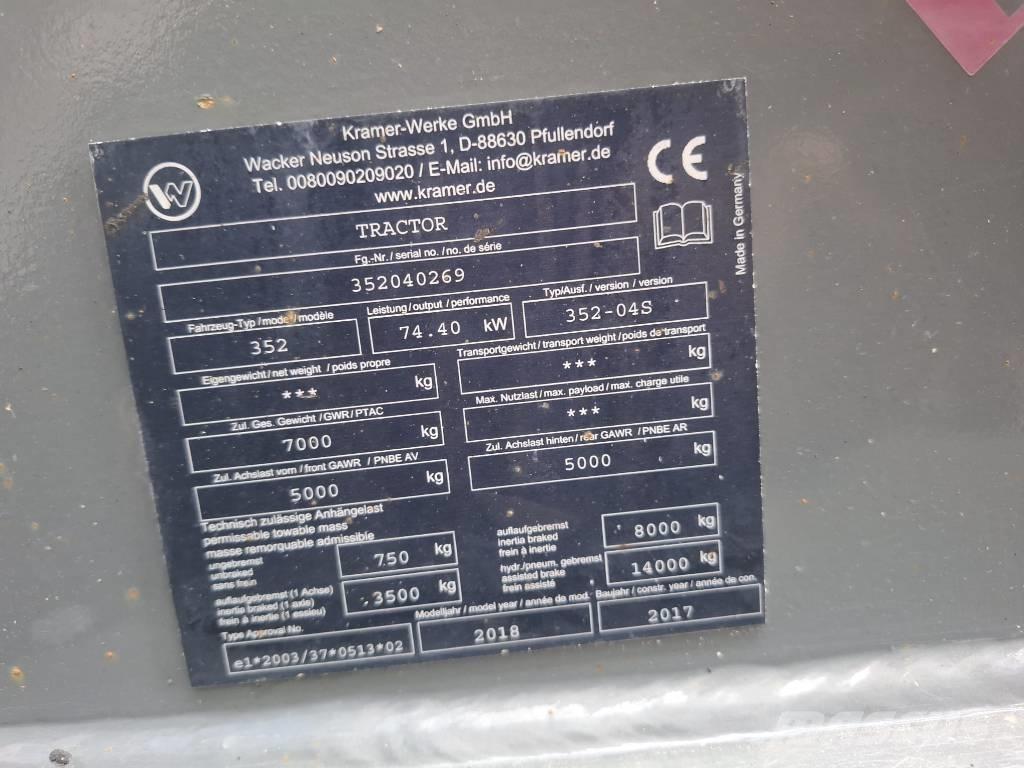 Kramer-Werke GmbH
Wacker Neuson Strasse 1, D-88630 Pfullendorf
Tel. 0080090209020 / E-Mail: info@kramer.de
www.kramer.de
CE
Made in Germany
TRACTOR
Fg.-Nr./ serial no. / no. de série
352040269
Fahrzeug-Typ / model / modèle
352
Leistung / output / performance
74.40 kW
Typ/Ausf. / version / version
352-04S
Eigengewicht / net weight / poids propre
*** kg
Transportgewicht / transport weight / poids de transport
*** kg
Zul. Ges. Gewicht / GWR/ PTAC
7000 kg
Max. Nutzlast / max. payload / max. charge utile
*** kg
Zul. Achslast vorn / front GAWR / PNBE AV
5000 kg
Zul. Achslast hinten / rear GAWR / PNBE AR
5000 kg
Technisch zulässige Anhängelast
permissable towable mass
masse remorquable admissible
ungebremst
unbraked
sans frein
750 kg
auflaufgebremst
inertia braked
frein à inertie
8000 kg
auflaufgebremst (1 Achse)
inertie braked (1 axle)
frein à inertie (1 essieu)
3500 kg
hydr./pneum. gebremst
assisted brake
frein assisté
14000 kg
Type Approval No.
e1*2003/37*0513*02
Modelljahr / model year / année de mod.
2018
Baujahr / constr. year / année de con.
2017